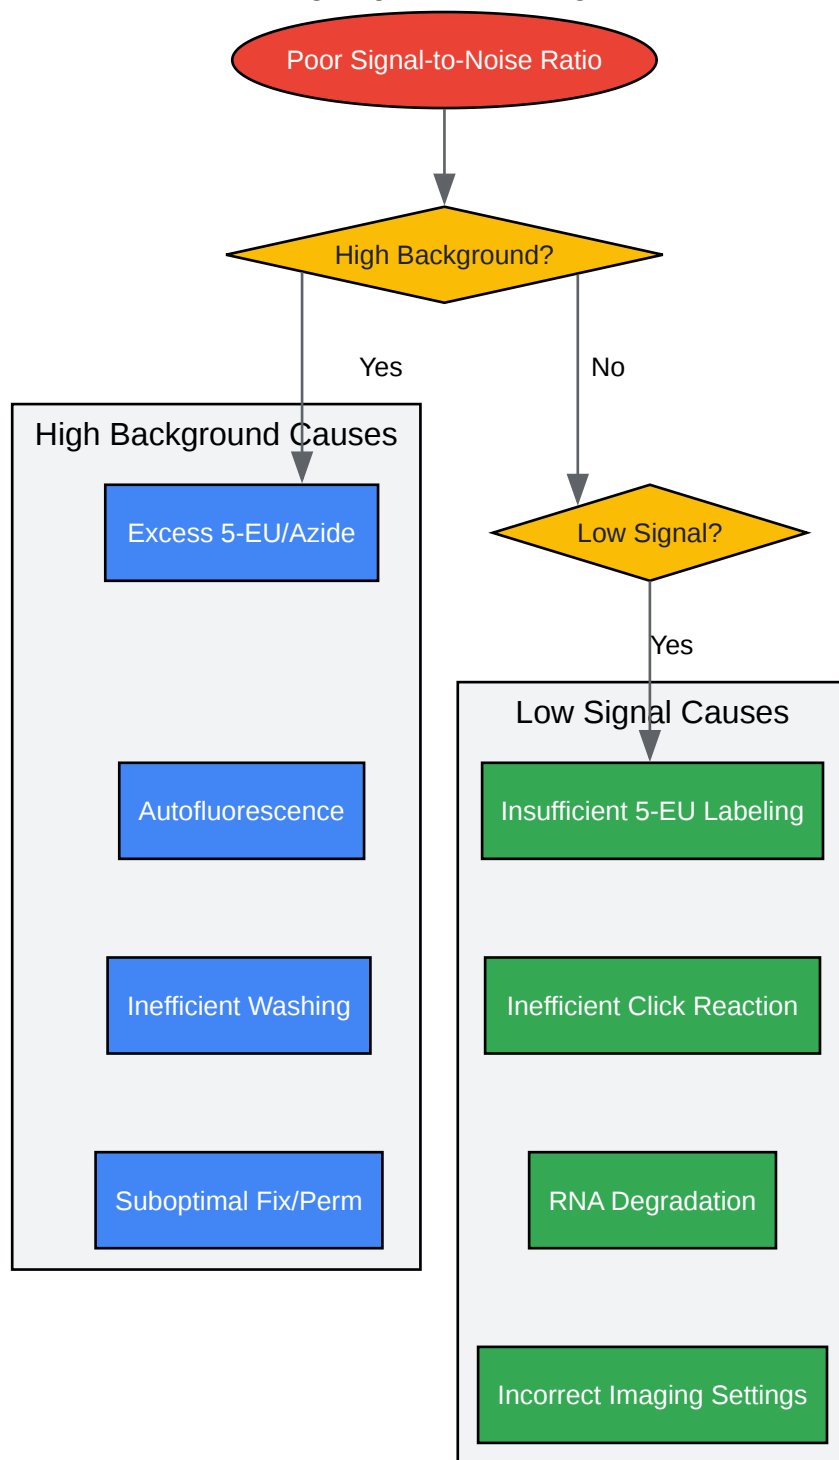 Poor Signal-to-Noise Ratio
High Background?
Yes
No
High Background Causes
Excess 5-EU/Azide
Low Signal?
Yes
Low Signal Causes
Autofluorescence
Insufficient 5-EU Labeling
Inefficient Washing
Inefficient Click Reaction
Suboptimal Fix/Perm
RNA Degradation
Incorrect Imaging Settings